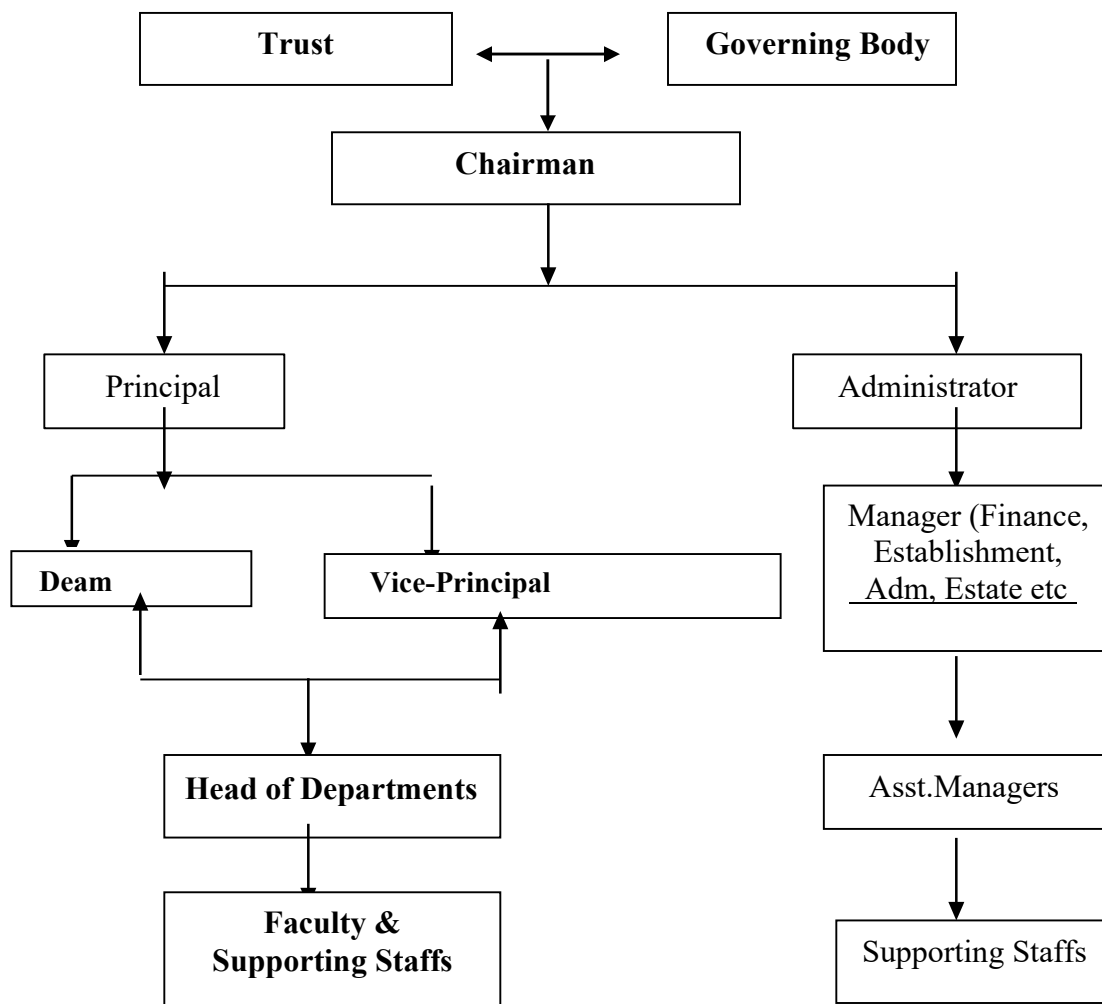 Trust
Governing Body
Chairman
Principal
Administrator
Manager (Finance,
Establishment,
Adm, Estate etc
Deam
Vice-Principal
Head of Departments
Asst.Managers
Faculty &
Supporting Staffs
Supporting Staffs